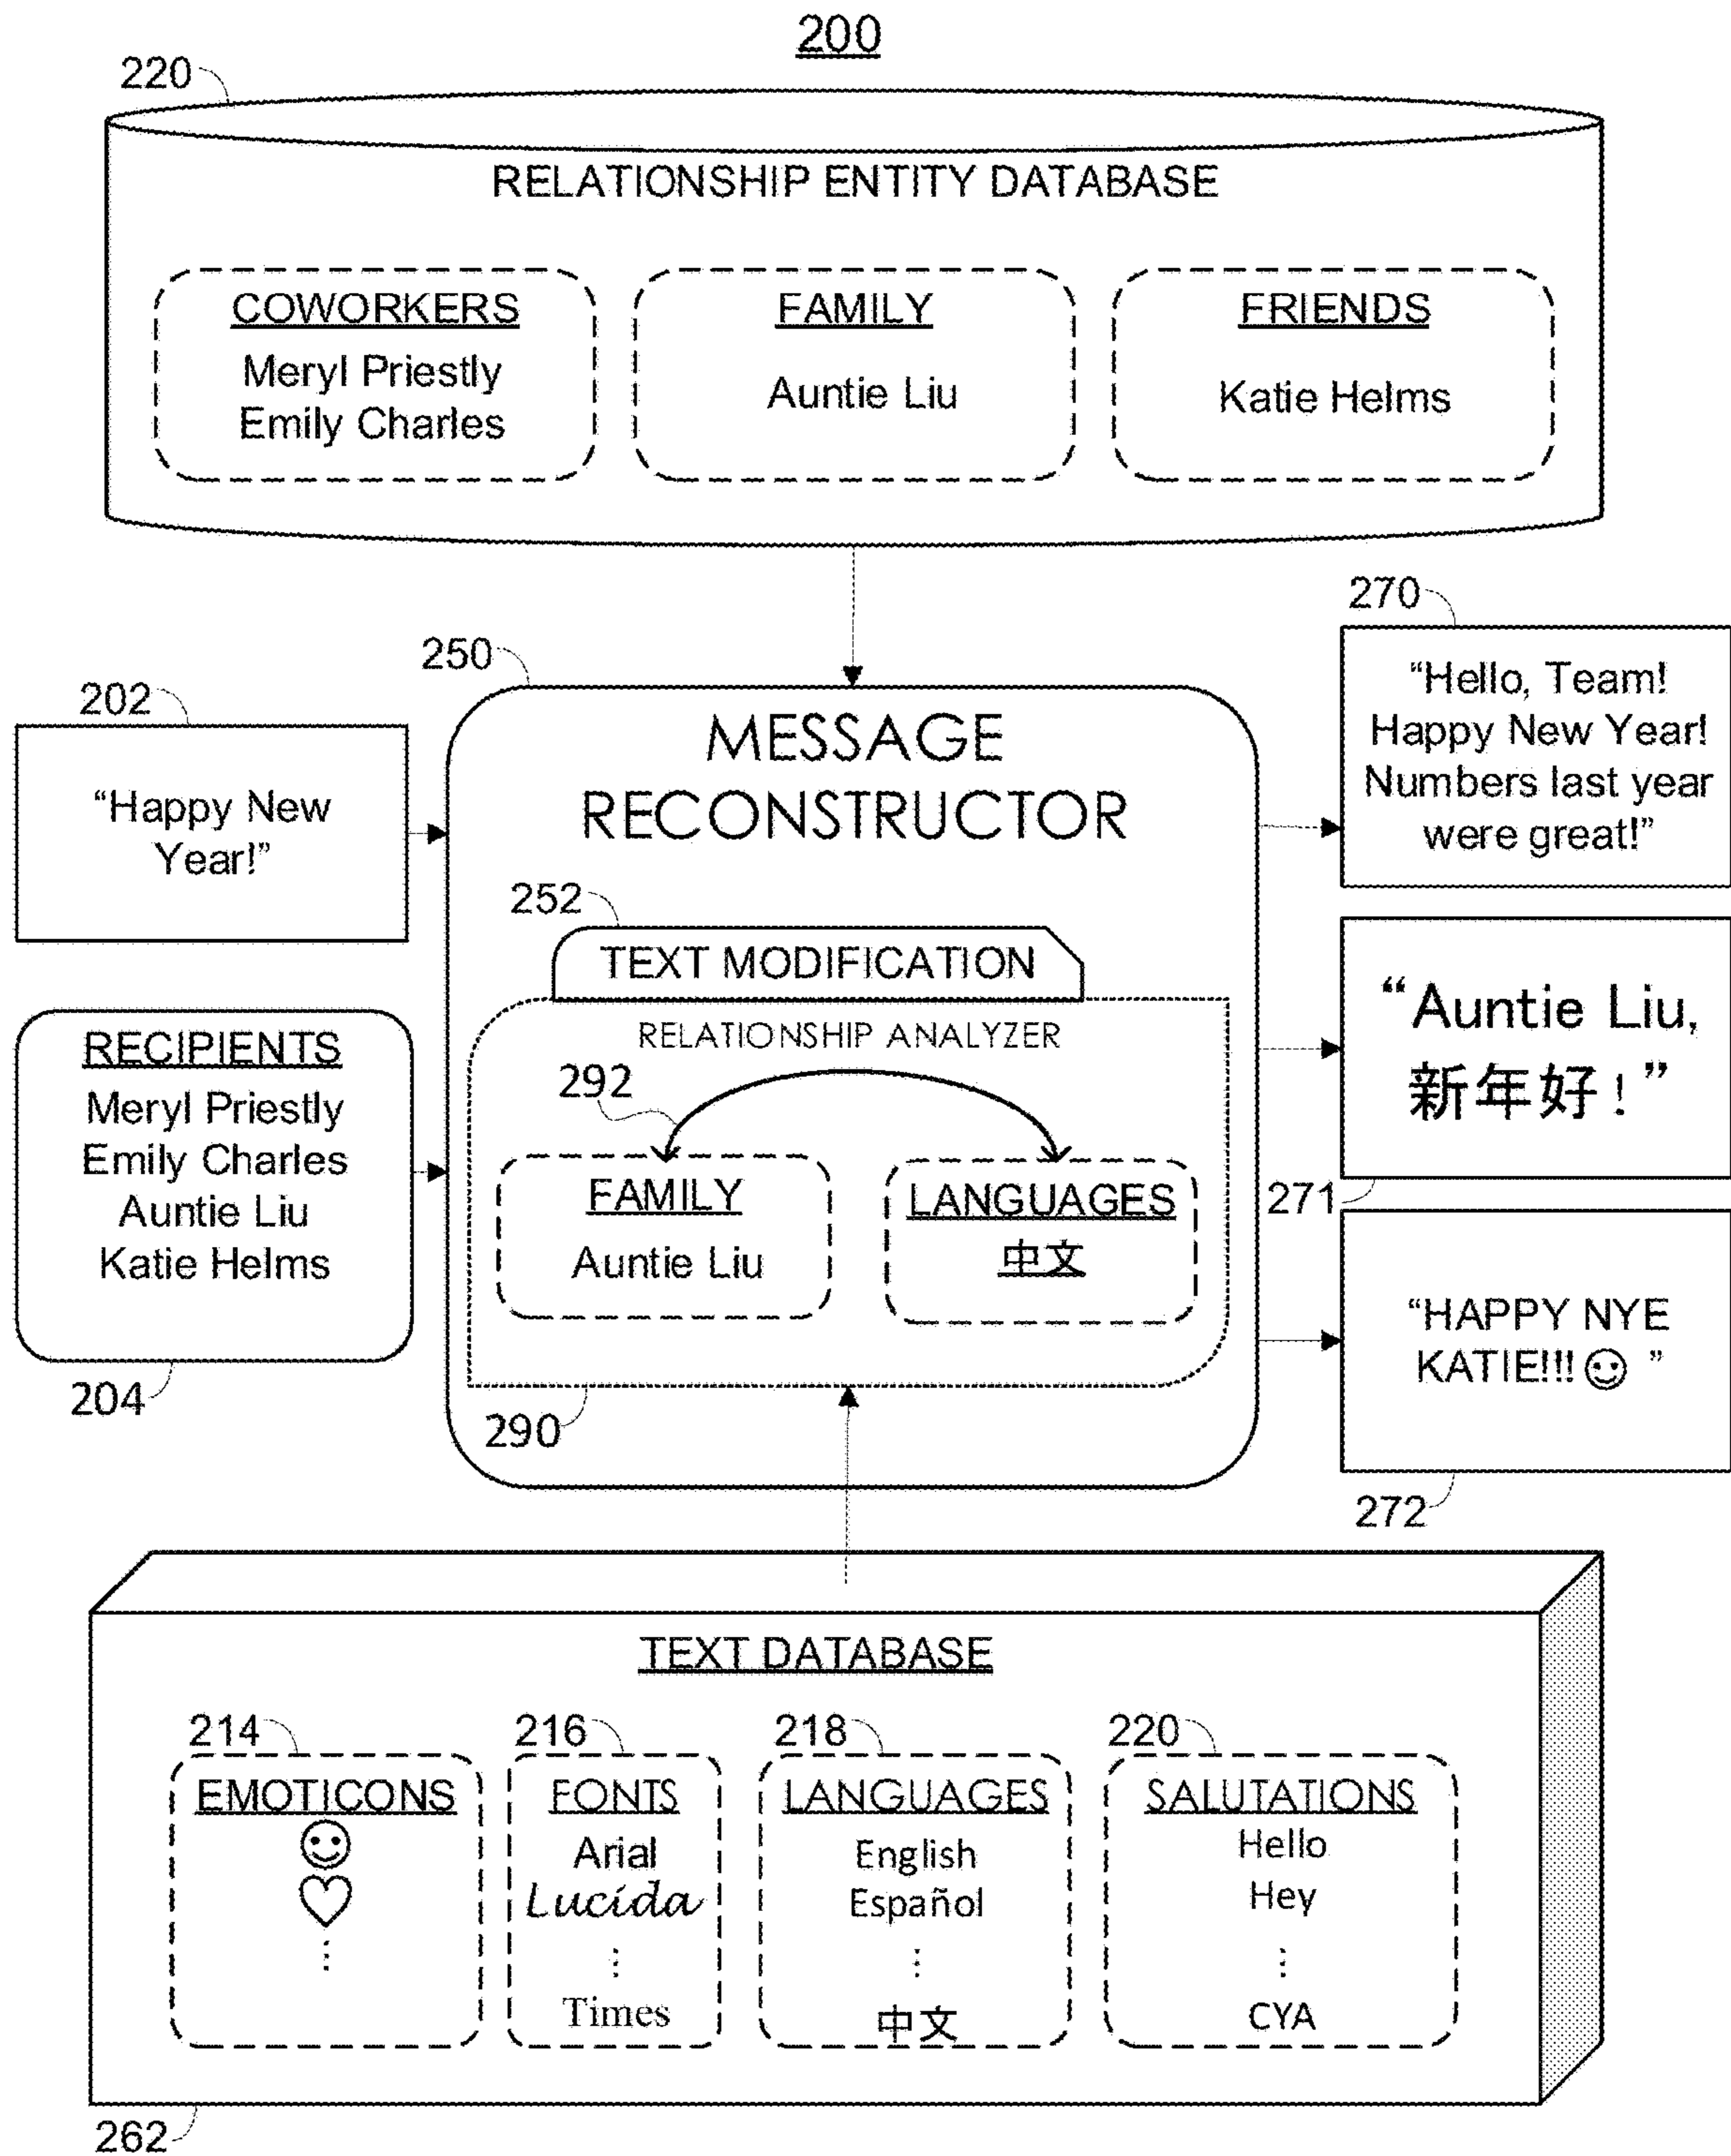 200
220
RELATIONSHIP ENTITY DATABASE
COWORKERS
Meryl Priestly
Emily Charles
FAMILY
Auntie Liu
FRIENDS
Katie Helms
202
“Happy New
Year!”
RECIPIENTS
Meryl Priestly
Emily Charles
Auntie Liu
Katie Helms
204
250
MESSAGE
RECONSTRUCTOR
252
TEXT MODIFICATION
RELATIONSHIP ANALYZER
292
FAMILY
Auntie Liu
LANGUAGES
中文
290
270
“Hello, Team!
Happy New Year!
Numbers last year
were great!”
“Auntie Liu,
新年好!”
271
“HAPPY NYE
KATIE!!!☺ ”
272
TEXT DATABASE
214
EMOTICONS
☺
♡
⋮
216
FONTS
Arial
Lucida
⋮
Times
218
LANGUAGES
English
Español
⋮
中文
220
SALUTATIONS
Hello
Hey
⋮
CYA
262